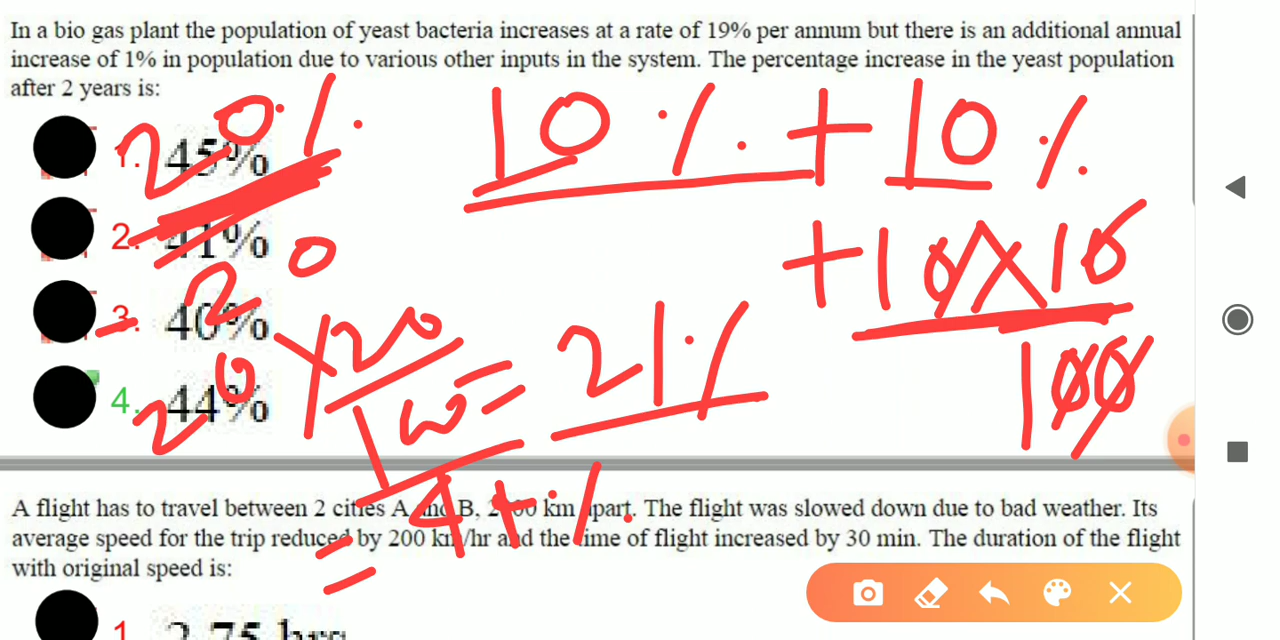 In a bio gas plant the population of yeast bacteria increases at a rate of 19% per annum but there is an additional annual
increase of 1% in population due to various other inputs in the system. The percentage increase in the yeast population
after 2 years is:
20%
10% + 10%
1. 45%
2. 41%
+ 10 X 10
100
20
3. 40%
X 20
= 21%
4. 44%
20
100
= 44%
A flight has to travel between 2 cities A and B, km apart. The flight was slowed down due to bad weather. Its
average speed for the trip reduced by 200 km/hr and the time of flight increased by 30 min. The duration of the flight
with original speed is:
1. 2.75 hrs